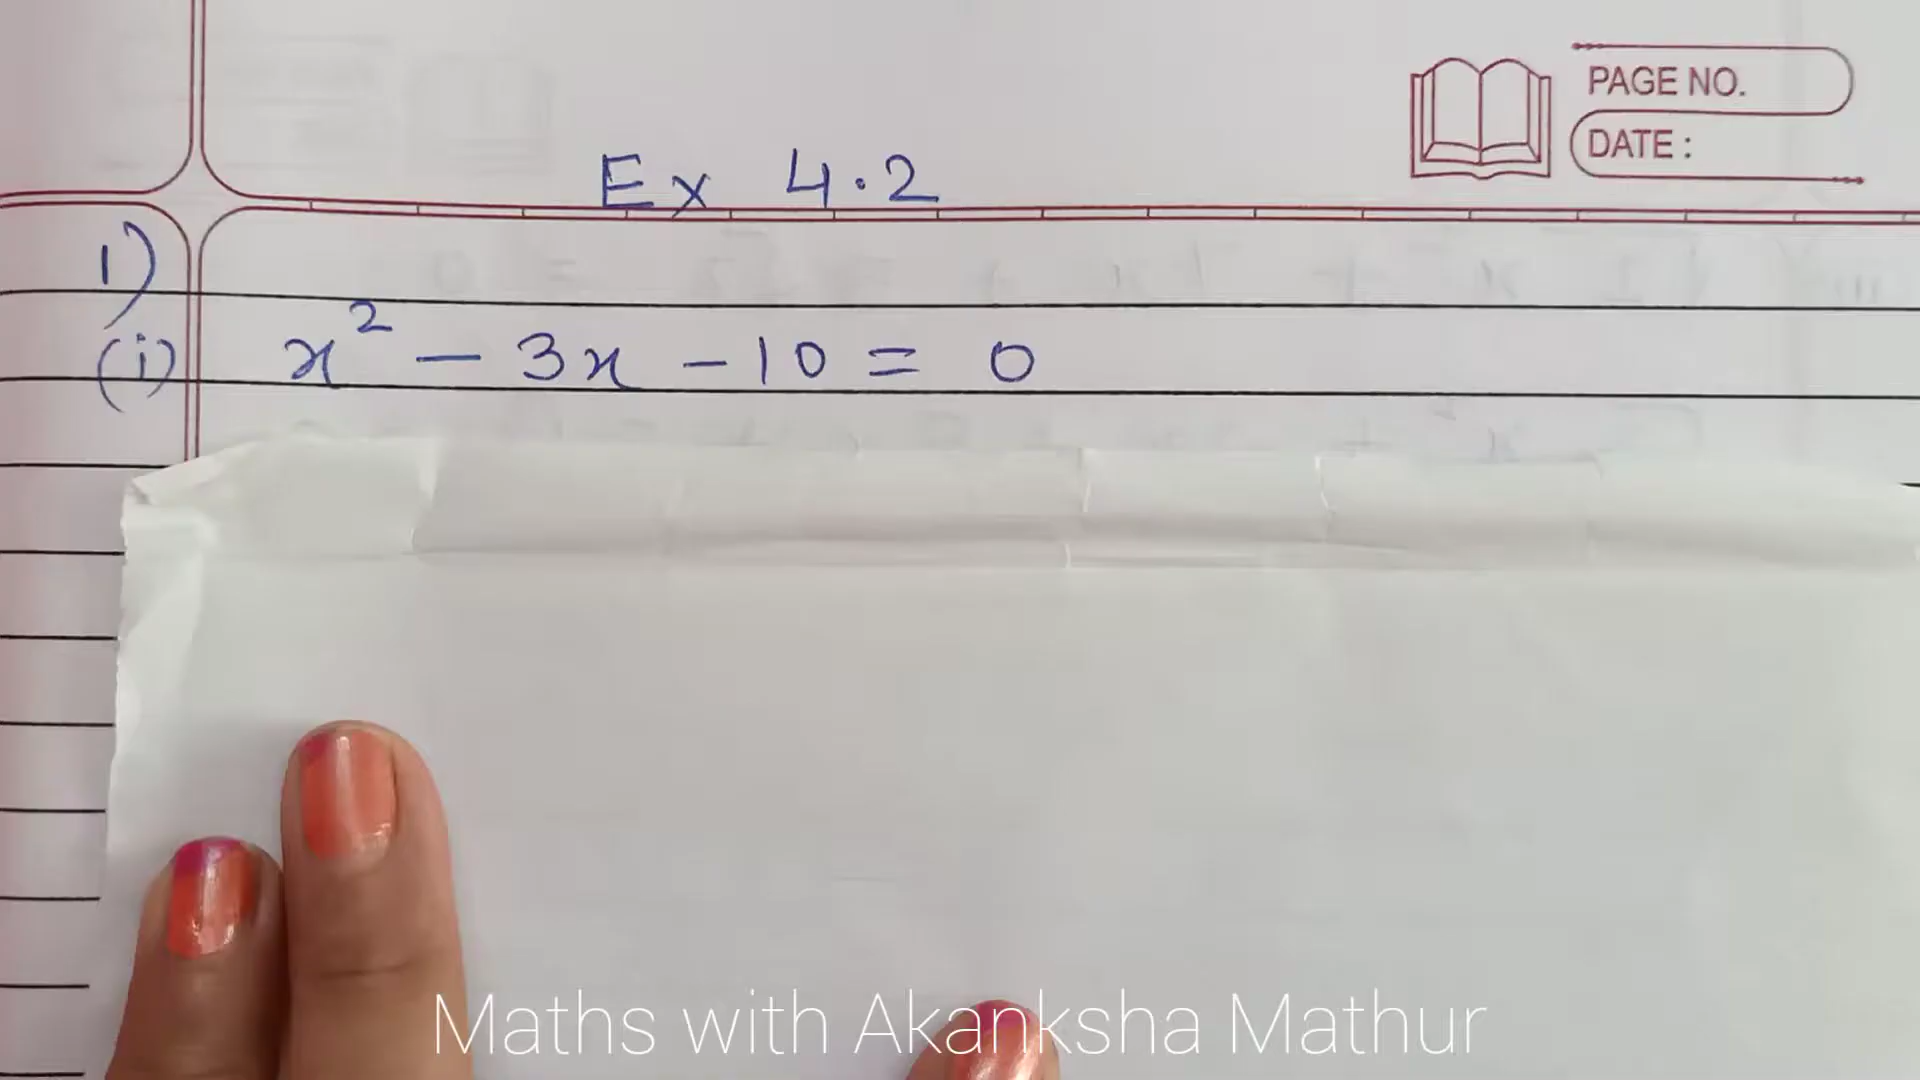 PAGE NO.
DATE :
Ex 4.2
1)
(i) x² - 3x - 10 = 0
Maths with Akanksha Mathur